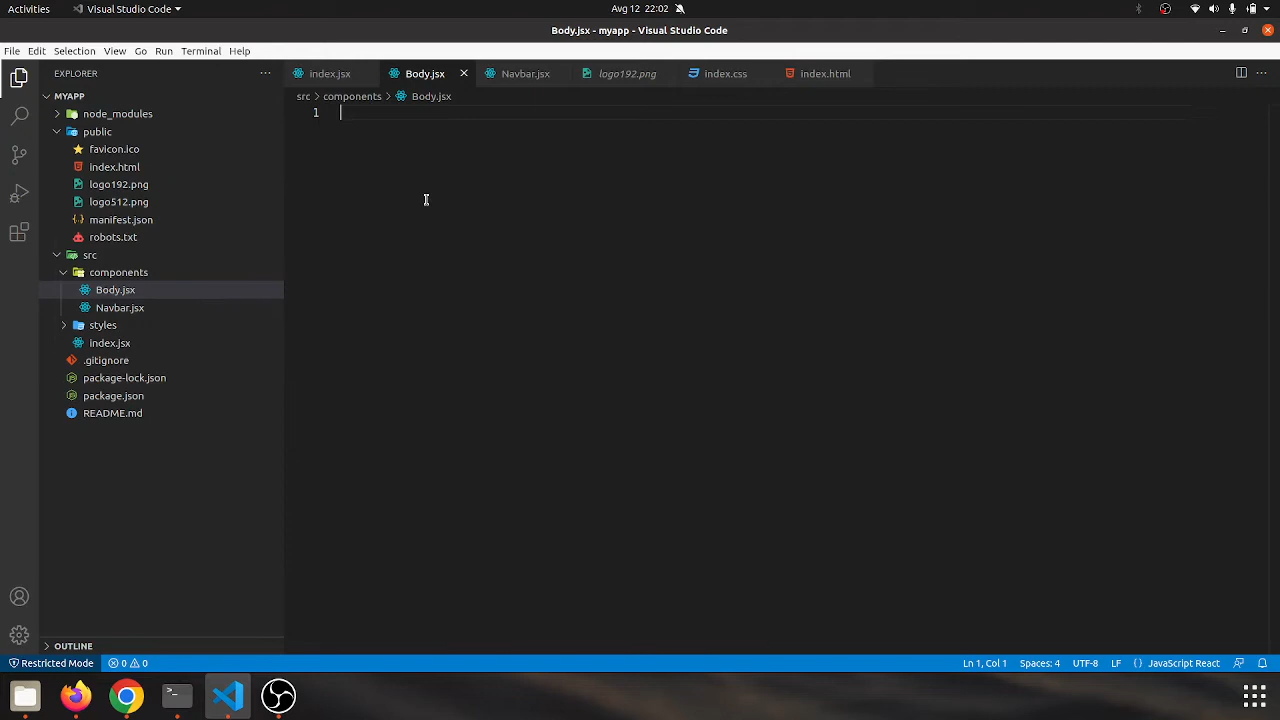 Activities
Visual Studio Code
Avg 12 22:02
Body.jsx - myapp - Visual Studio Code
File Edit Selection View Go Run Terminal Help
EXPLORER
index.jsx
Body.jsx
Navbar.jsx
logo192.png
index.css
index.html
MYAPP
src
components
Body.jsx
node_modules
1
public
favicon.ico
index.html
logo192.png
logo512.png
manifest.json
robots.txt
src
components
Body.jsx
Navbar.jsx
styles
index.jsx
.gitignore
package-lock.json
package.json
README.md
OUTLINE
Restricted Mode
0
0
Ln 1, Col 1
Spaces: 4
UTF-8
LF
JavaScript React